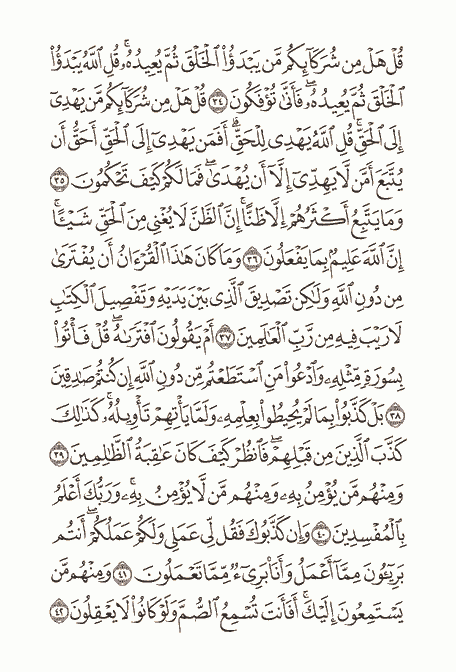 قُلْ هَلْ مِن شُرَكَآئِكُم مَّن يَبْدَؤُا۟ ٱلْخَلْقَ ثُمَّ يُعِيدُهُۥ ۚ قُلِ ٱللَّهُ يَبْدَؤُا۟
ٱلْخَلْقَ ثُمَّ يُعِيدُهُۥ ۖ فَأَنَّىٰ تُؤْفَكُونَ ٣٤ قُلْ هَلْ مِن شُرَكَآئِكُم مَّن يَهْدِىٓ
إِلَى ٱلْحَقِّ ۚ قُلِ ٱللَّهُ يَهْدِى لِلْحَقِّ ۗ أَفَمَن يَهْدِىٓ إِلَى ٱلْحَقِّ أَحَقُّ أَن
يُتَّبَعَ أَمَّن لَّا يَهِدِّىٓ إِلَّآ أَن يُهْدَىٰ ۖ فَمَا لَكُمْ كَيْفَ تَحْكُمُونَ ٣٥
وَمَا يَتَّبِعُ أَكْثَرُهُمْ إِلَّا ظَنًّا ۚ إِنَّ ٱلظَّنَّ لَا يُغْنِى مِنَ ٱلْحَقِّ شَيْـًٔا ۚ
إِنَّ ٱللَّهَ عَلِيمٌۢ بِمَا يَفْعَلُونَ ٣٦ وَمَا كَانَ هَٰذَا ٱلْقُرْءَانُ أَن يُفْتَرَىٰ
مِن دُونِ ٱللَّهِ وَلَٰكِن تَصْدِيقَ ٱلَّذِى بَيْنَ يَدَيْهِ وَتَفْصِيلَ ٱلْكِتَٰبِ
لَا رَيْبَ فِيهِ مِن رَّبِّ ٱلْعَٰلَمِينَ ٣٧ أَمْ يَقُولُونَ ٱفْتَرَىٰهُ ۖ قُلْ فَأْتُوا۟
بِسُورَةٍ مِّثْلِهِۦ وَٱدْعُوا۟ مَنِ ٱسْتَطَعْتُم مِّن دُونِ ٱللَّهِ إِن كُنتُمْ صَٰدِقِينَ
٣٨ بَلْ كَذَّبُوا۟ بِمَا لَمْ يُحِيطُوا۟ بِعِلْمِهِۦ وَلَمَّا يَأْتِهِمْ تَأْوِيلُهُۥ ۚ كَذَٰلِكَ
كَذَّبَ ٱلَّذِينَ مِن قَبْلِهِمْ ۖ فَٱنظُرْ كَيْفَ كَانَ عَٰقِبَةُ ٱلظَّٰلِمِينَ ٣٩
وَمِنْهُم مَّن يُؤْمِنُ بِهِۦ وَمِنْهُم مَّن لَّا يُؤْمِنُ بِهِۦ ۚ وَرَبُّكَ أَعْلَمُ
بِٱلْمُفْسِدِينَ ٤٠ وَإِن كَذَّبُوكَ فَقُل لِّى عَمَلِى وَلَكُمْ عَمَلُكُمْ ۖ أَنتُم
بَرِيٓـُٔونَ مِمَّآ أَعْمَلُ وَأَنَا۠ بَرِىٓءٌ مِّمَّا تَعْمَلُونَ ٤١ وَمِنْهُم مَّن
يَسْتَمِعُونَ إِلَيْكَ ۚ أَفَأَنتَ تُسْمِعُ ٱلصُّمَّ وَلَوْ كَانُوا۟ لَا يَعْقِلُونَ ٤٢